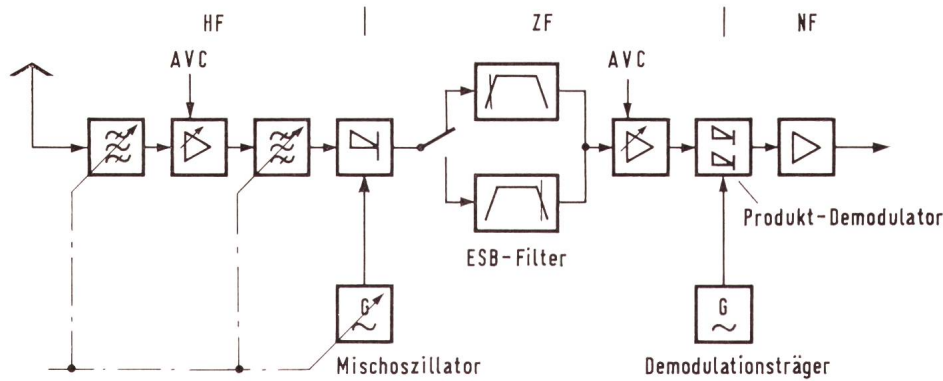 HF
ZF
NF
AVC
AVC
Produkt-Demodulator
ESB-Filter
G
G
Mischoszillator
Demodulationsträger